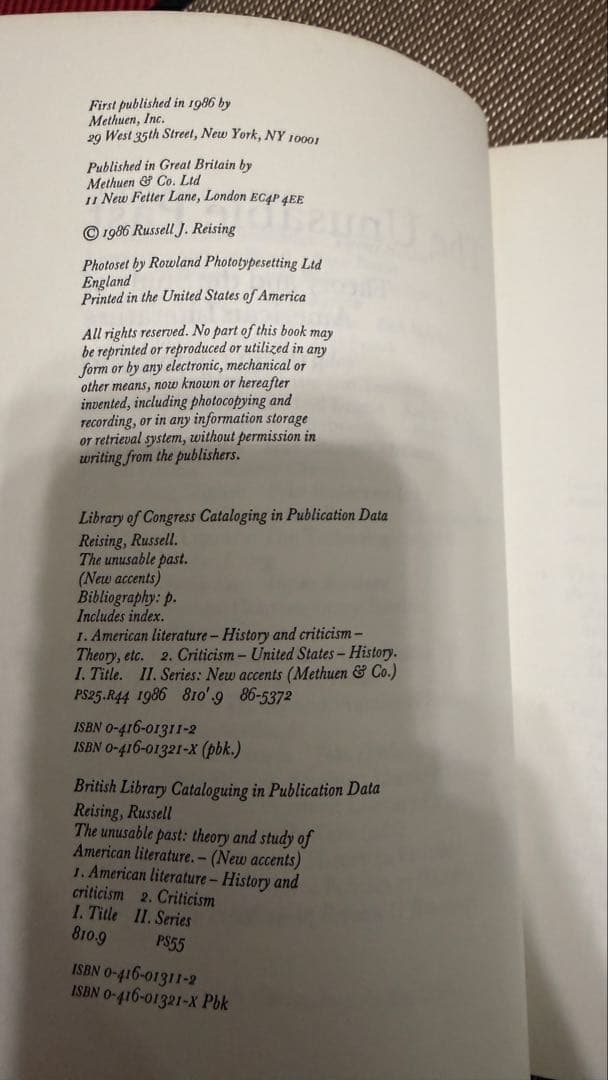 First published in 1986 by
Methuen, Inc.
29 West 35th Street, New York, NY 10001
Published in Great Britain by
Methuen & Co. Ltd
11 New Fetter Lane, London EC4P 4EE
© 1986 Russell J. Reising
Photoset by Rowland Phototypesetting Ltd
England
Printed in the United States of America
All rights reserved. No part of this book may
be reprinted or reproduced or utilized in any
form or by any electronic, mechanical or
other means, now known or hereafter
invented, including photocopying and
recording, or in any information storage
or retrieval system, without permission in
writing from the publishers.
Library of Congress Cataloging in Publication Data
Reising, Russell.
The unusable past.
(New accents)
Bibliography: p.
Includes index.
1. American literature – History and criticism –
Theory, etc. 2. Criticism – United States – History.
I. Title. II. Series: New accents (Methuen & Co.)
PS25.R44 1986 810'.9 86-5372
ISBN 0-416-01311-2
ISBN 0-416-01321-X (pbk.)
British Library Cataloguing in Publication Data
Reising, Russell
The unusable past: theory and study of
American literature. – (New accents)
1. American literature – History and
criticism 2. Criticism
I. Title II. Series
810.9 PS55
ISBN 0-416-01311-2
ISBN 0-416-01321-X Pbk